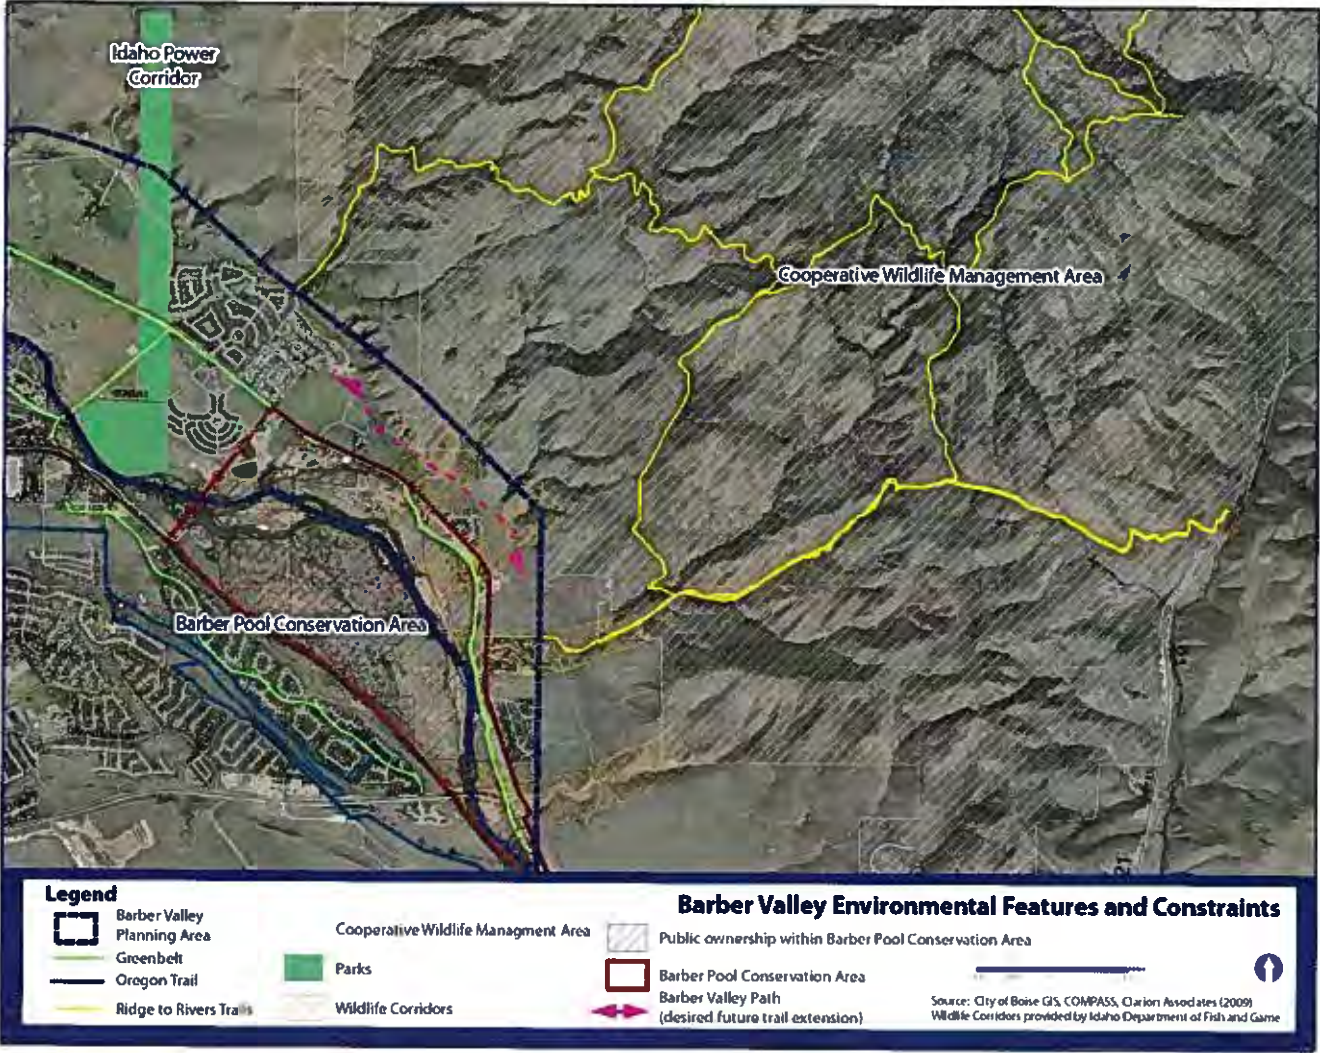 Idaho Power
Corridor
Cooperative Wildlife Management Area
Barber Pool Conservation Area
21
Legend
Barber Valley
Planning Area
Greenbelt
Oregon Trail
Ridge to Rivers Trails
Cooperative Wildlife Managment Area
Parks
Wildlife Corridors
Barber Valley Environmental Features and Constraints
Public ownership within Barber Pool Conservation Area
Barber Pool Conservation Area
Barber Valley Path
(desired future trail extension)
Source: City of Boise GIS, COMPASS, Clarion Associates (2009)
Wildlife Corridors provided by Idaho Department of Fish and Game